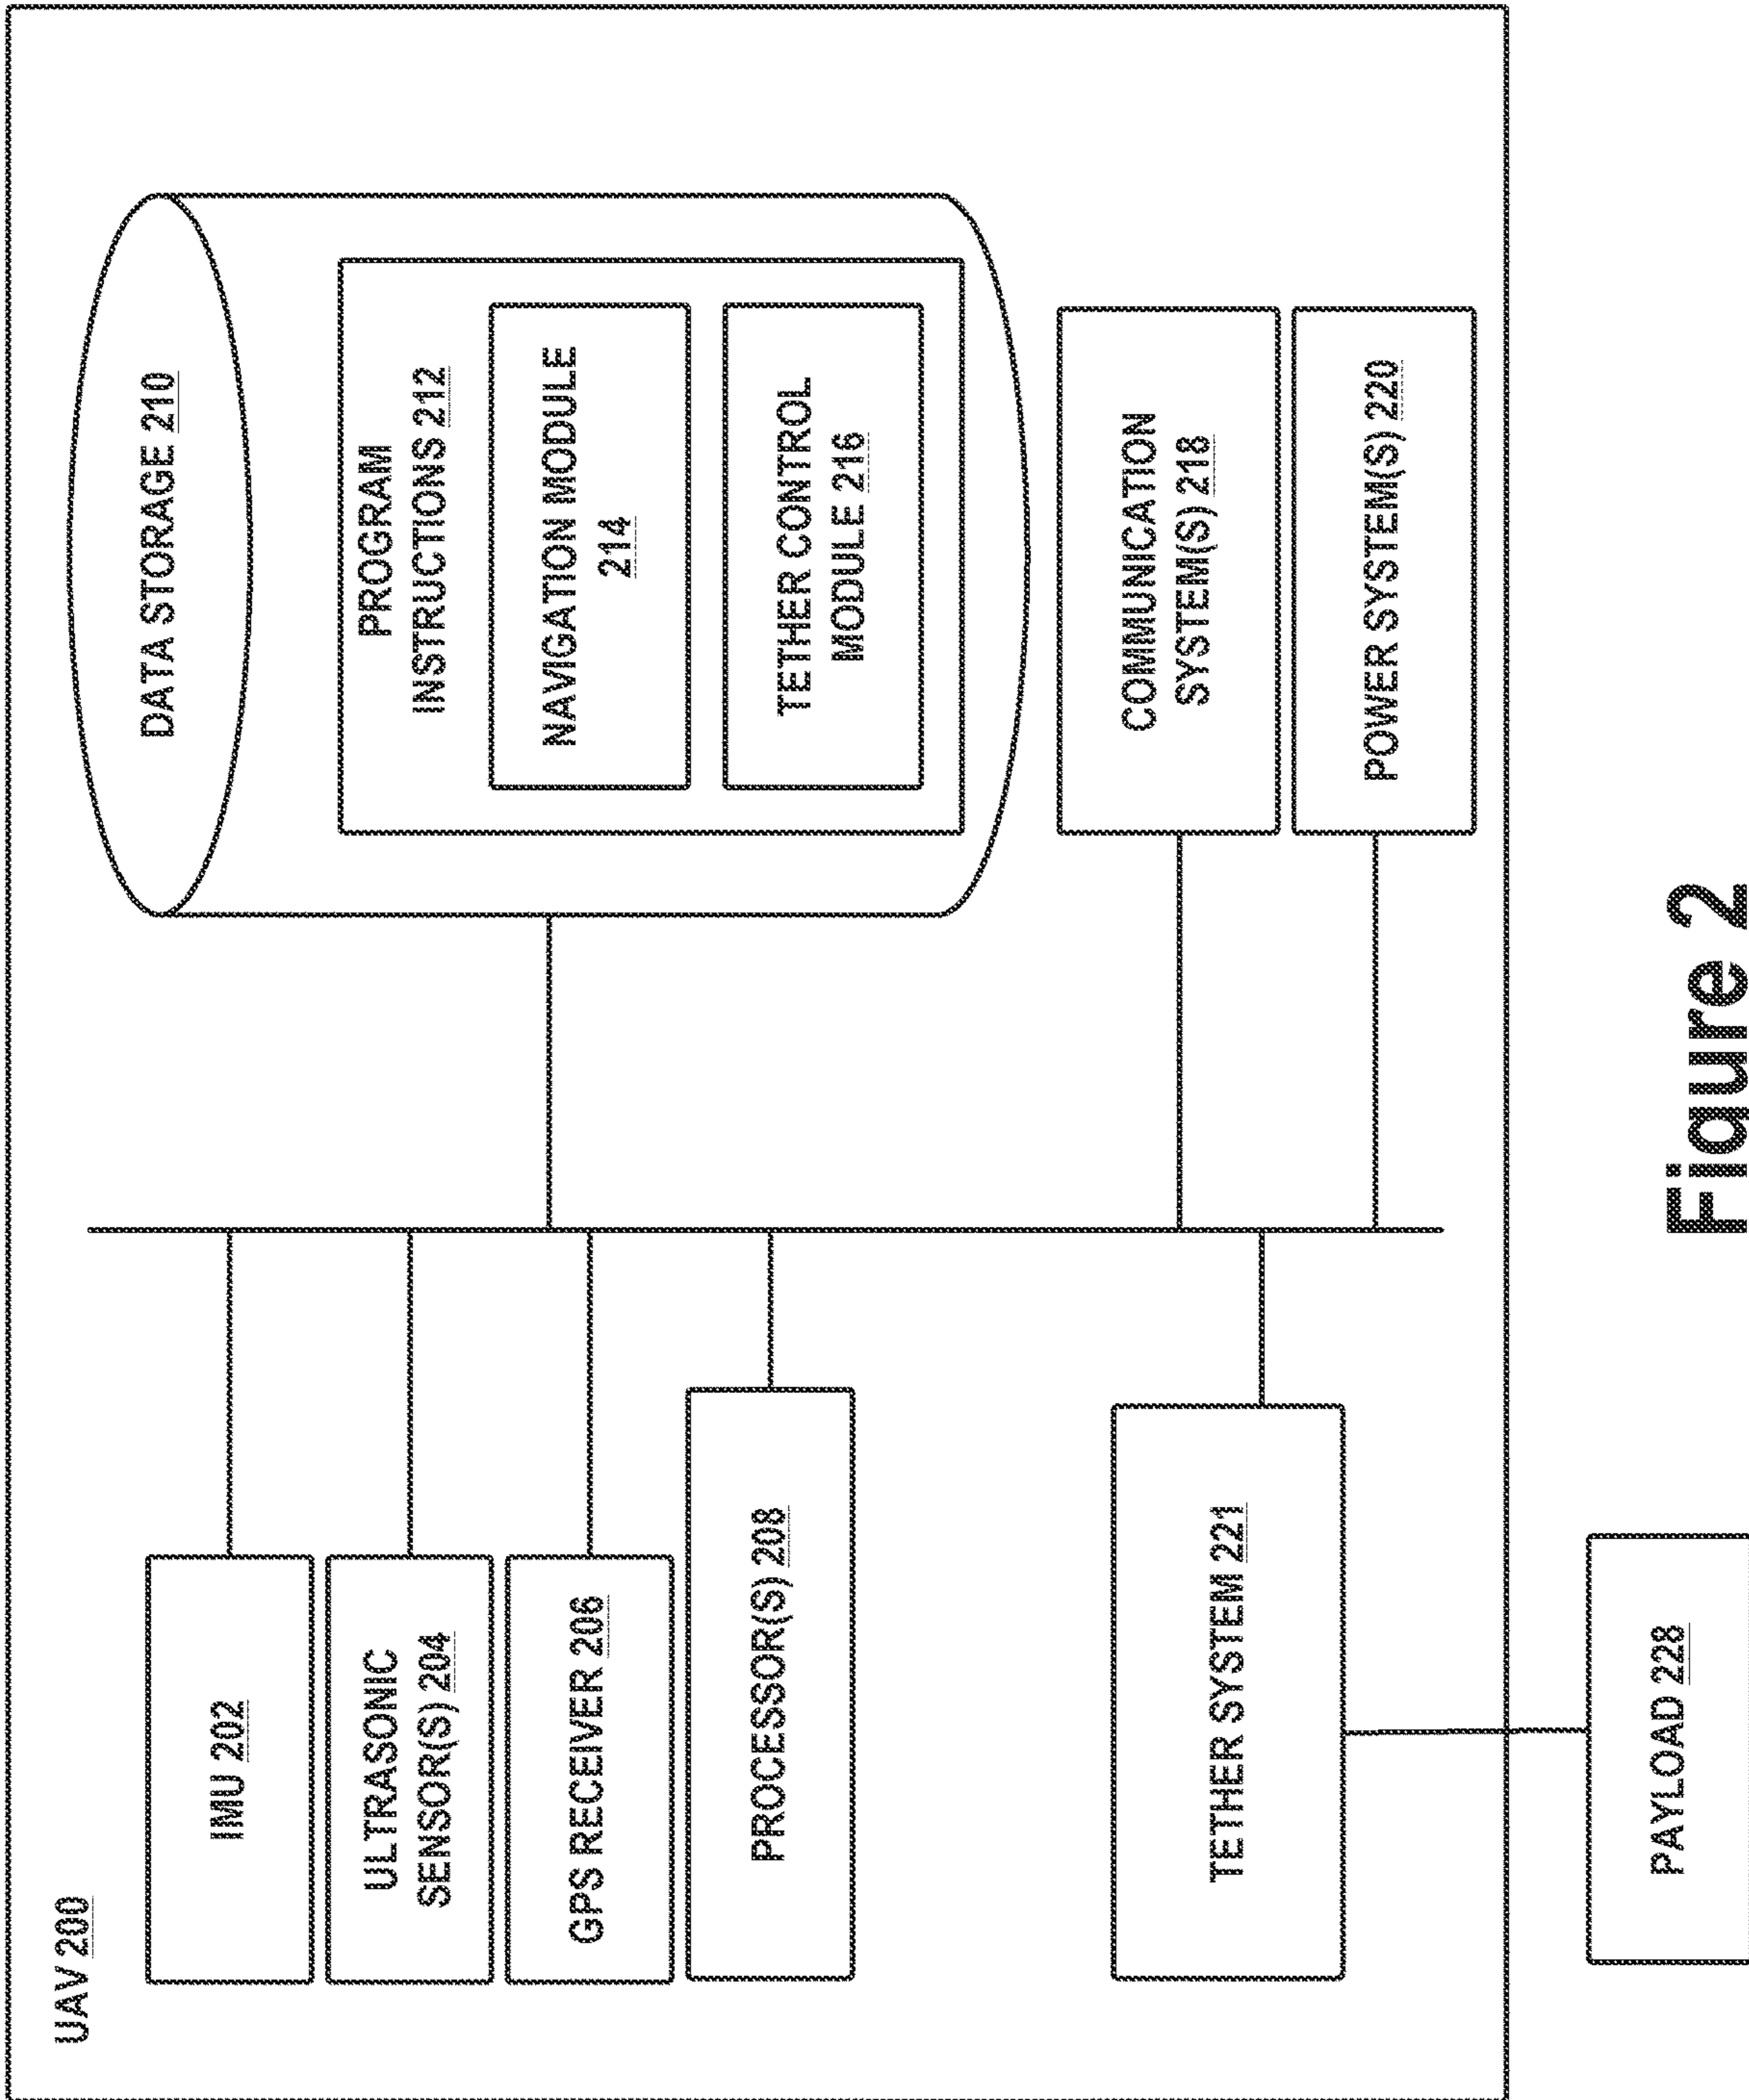 UAV 200
IMU 202
ULTRASONIC
SENSOR(S) 204
GPS RECEIVER 206
PROCESSOR(S) 208
TETHER SYSTEM 221
PAYLOAD 228
DATA STORAGE 210
PROGRAM
INSTRUCTIONS 212
NAVIGATION MODULE
214
TETHER CONTROL
MODULE 216
COMMUNICATION
SYSTEM(S) 218
POWER SYSTEM(S) 220
Figure 2